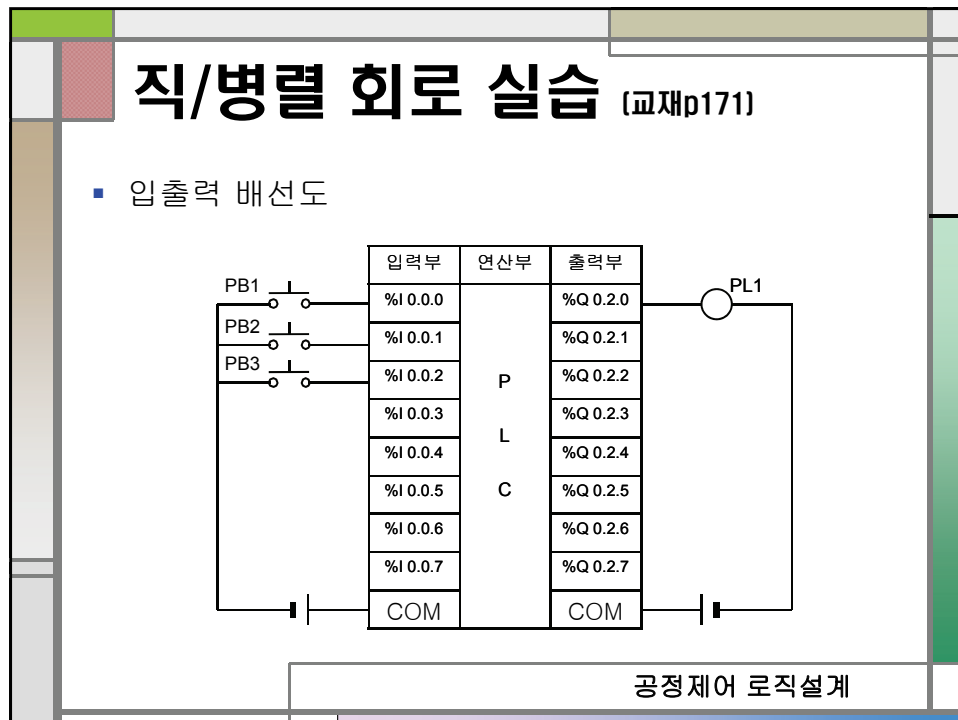 직/병렬 회로 실습 (교재p171)
▪ 입출력 배선도
입력부 연산부 출력부
PB1 %I 0.0.0 %Q 0.2.0 PL1
PB2 %I 0.0.1 %Q 0.2.1
PB3 %I 0.0.2 P %Q 0.2.2
%I 0.0.3 %Q 0.2.3
L
%I 0.0.4 %Q 0.2.4
%I 0.0.5 C %Q 0.2.5
%I 0.0.6 %Q 0.2.6
%I 0.0.7 %Q 0.2.7
COM COM
공정제어 로직설계